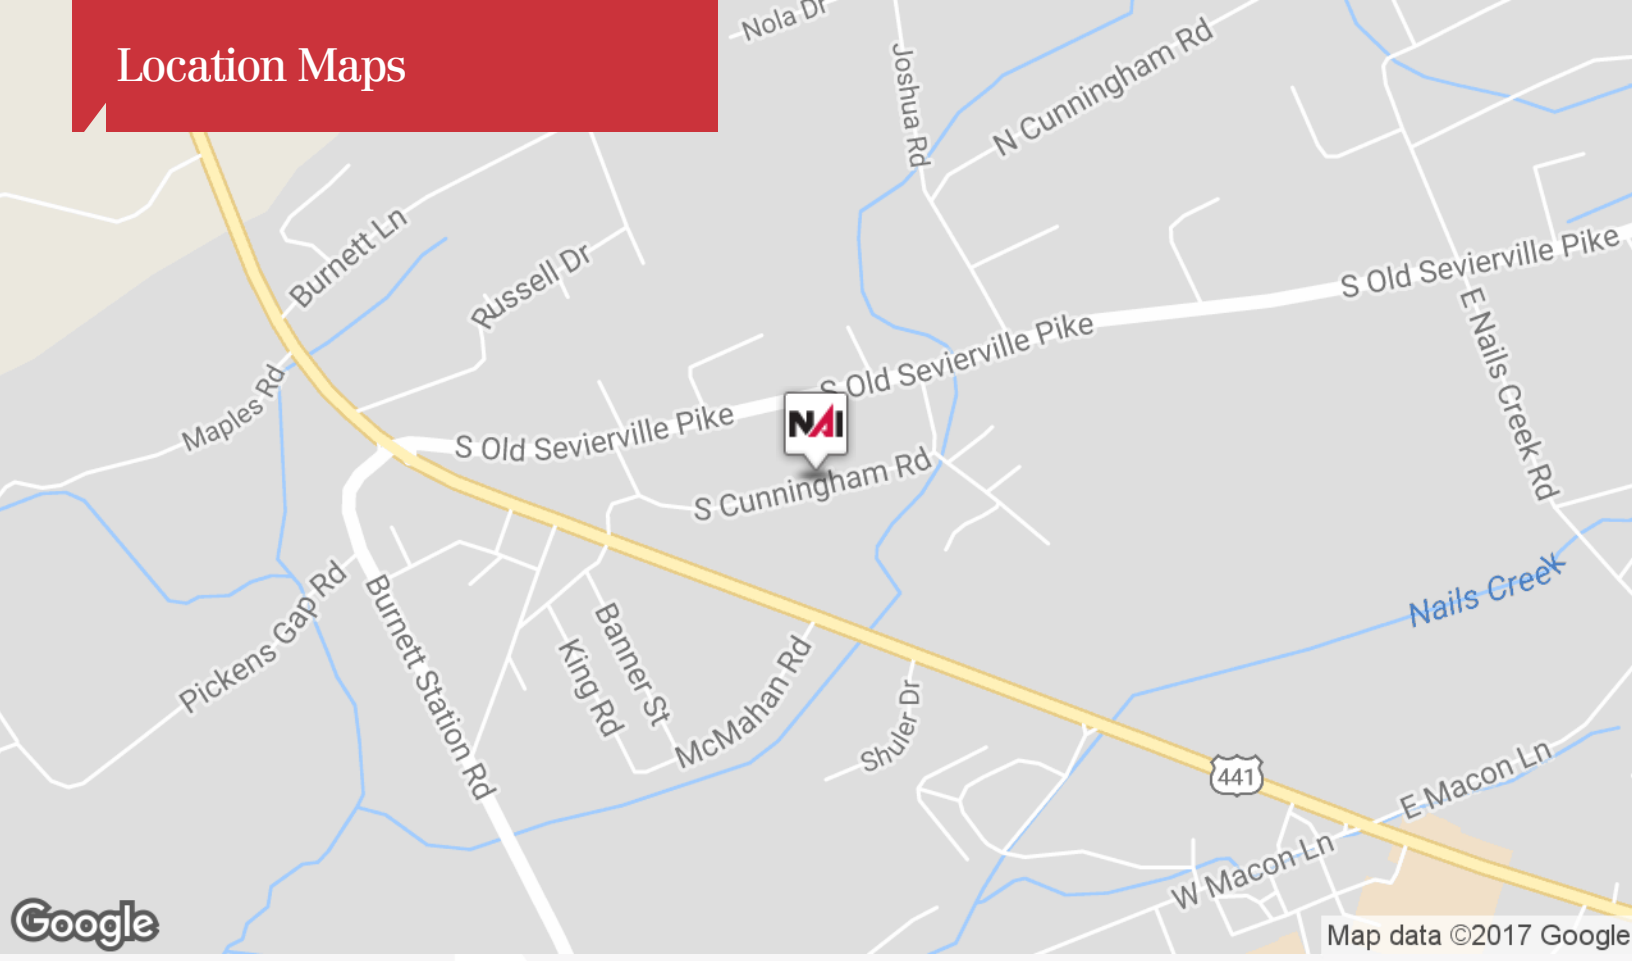 Location Maps
Nola Dr
Joshua Rd
N Cunningham Rd
Burnett Ln
Russell Dr
S Old Sevierville Pike
E Nails Creek Rd
S Old Sevierville Pike
Maples Rd
S Old Sevierville Pike
NAI
S Cunningham Rd
Pickens Gap Rd
Burnett Station Rd
Nails Creek
Banner St
King Rd
McMahan Rd
Shuler Dr
441
E Macon Ln
W Macon Ln
Google
Map data ©2017 Google